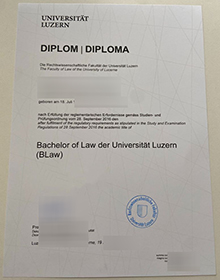 UNIVERSITÄT
LUZERN
DIPLOM | DIPLOMA
Die Rechtswissenschaftliche Fakultät der Universität Luzern
The Faculty of Law of the University of Lucerne
geboren am 15. Juli
nach Erfüllung der reglementarischen Erfordernisse gemäss Studien- und
Prüfungsordnung vom 28. September 2016 den
after fulfilment of the regulatory requirements as stipulated in the Study and Examination
Regulations of 28 September 2016 the academic title of
Bachelor of Law der Universität Luzern
(BLaw)